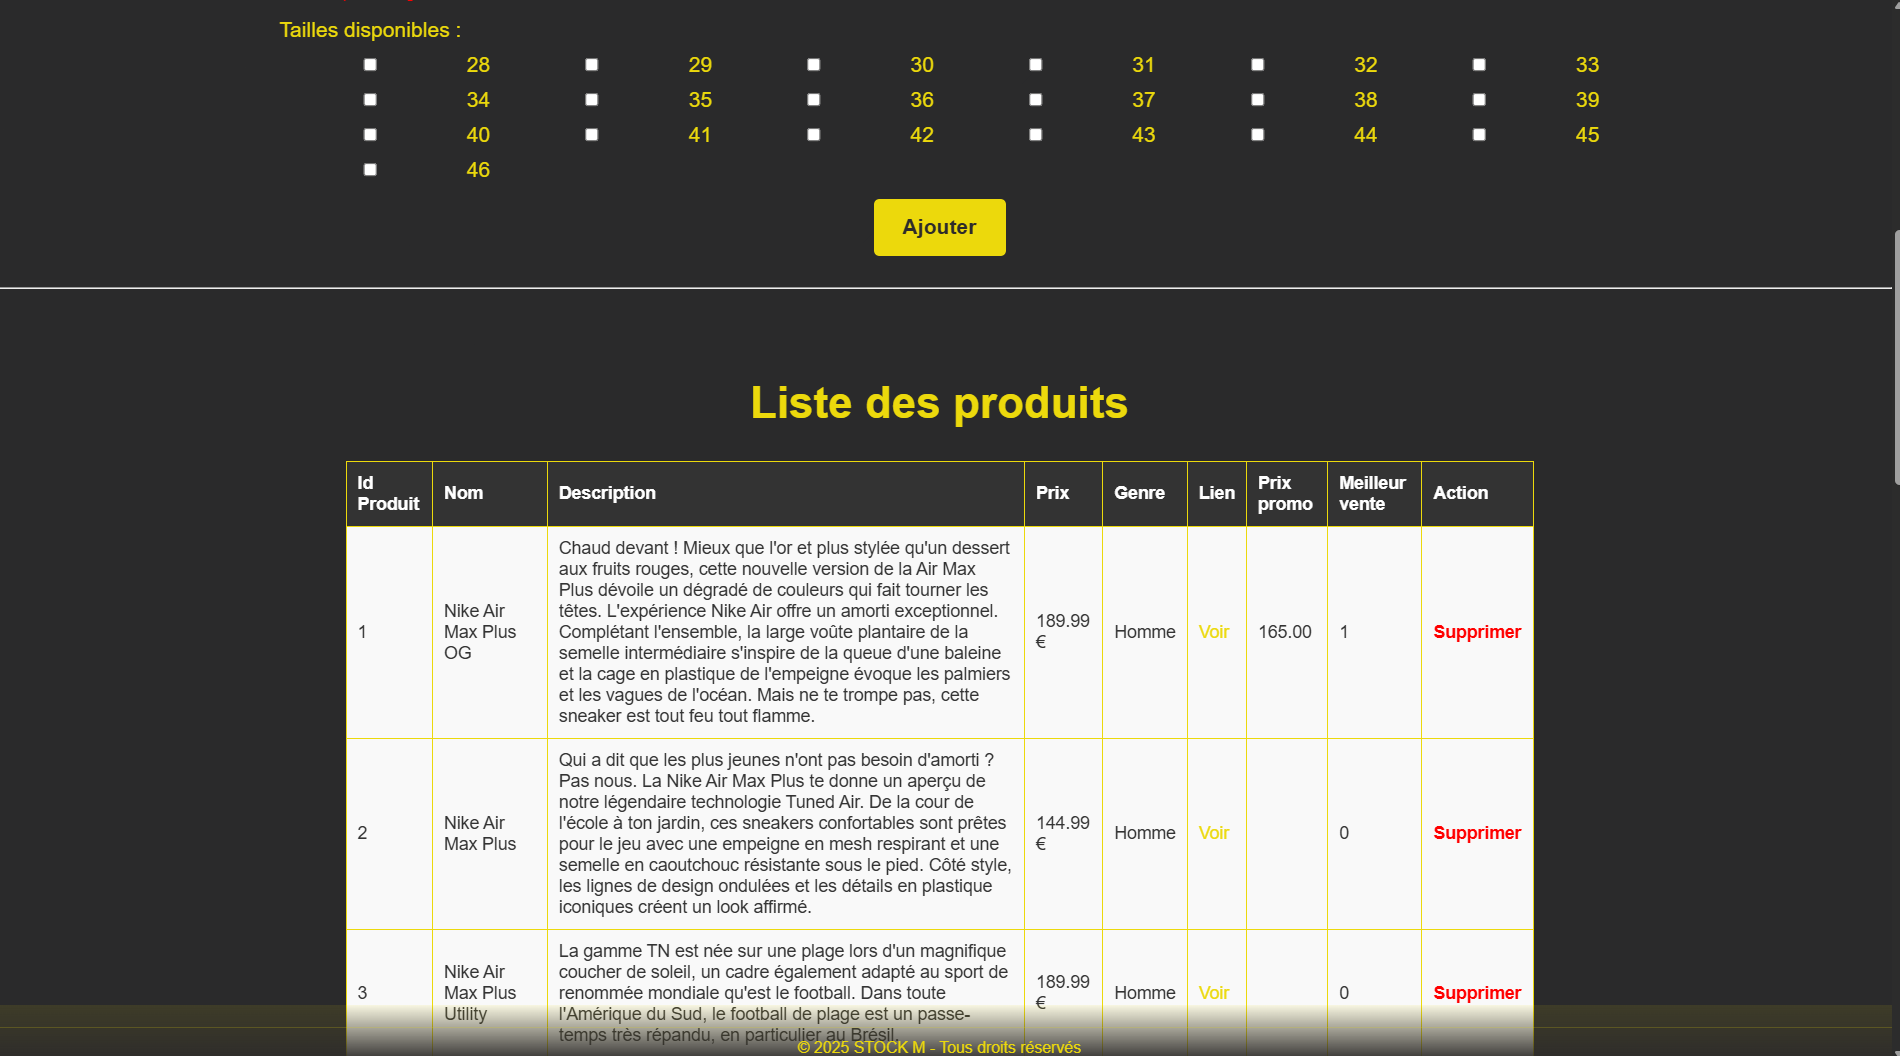 Tailles disponibles :
28 29 30 31 32 33
34 35 36 37 38 39
40 41 42 43 44 45
46
Ajouter
Liste des produits
Id Produit
Nom
Description
Prix
Genre
Lien
Prix promo
Meilleur vente
Action
1
Nike Air
Max Plus
OG
Chaud devant ! Mieux que l'or et plus stylée qu'un dessert
aux fruits rouges, cette nouvelle version de la Air Max
Plus dévoile un dégradé de couleurs qui fait tourner les
têtes. L'expérience Nike Air offre un amorti exceptionnel.
Complétant l'ensemble, la large voûte plantaire de la
semelle intermédiaire s'inspire de la queue d'une baleine
et la cage en plastique de l'empeigne évoque les palmiers
et les vagues de l'océan. Mais ne te trompe pas, cette
sneaker est tout feu tout flamme.
189.99
€
Homme
Voir
165.00
1
Supprimer
2
Nike Air
Max Plus
Qui a dit que les plus jeunes n'ont pas besoin d'amorti ?
Pas nous. La Nike Air Max Plus te donne un aperçu de
notre légendaire technologie Tuned Air. De la cour de
l'école à ton jardin, ces sneakers confortables sont prêtes
pour le jeu avec une empeigne en mesh respirant et une
semelle en caoutchouc résistante sous le pied. Côté style,
les lignes de design ondulées et les détails en plastique
iconiques créent un look affirmé.
144.99
€
Homme
Voir
0
Supprimer
3
Nike Air
Max Plus
Utility
La gamme TN est née sur une plage lors d'un magnifique
coucher de soleil, un cadre également adapté au sport de
renommée mondiale qu'est le football. Dans toute
l'Amérique du Sud, le football de plage est un passe-
temps très répandu, en particulier au Brésil.
189.99
€
Homme
Voir
0
Supprimer
© 2025 STOCK M - Tous droits réservés